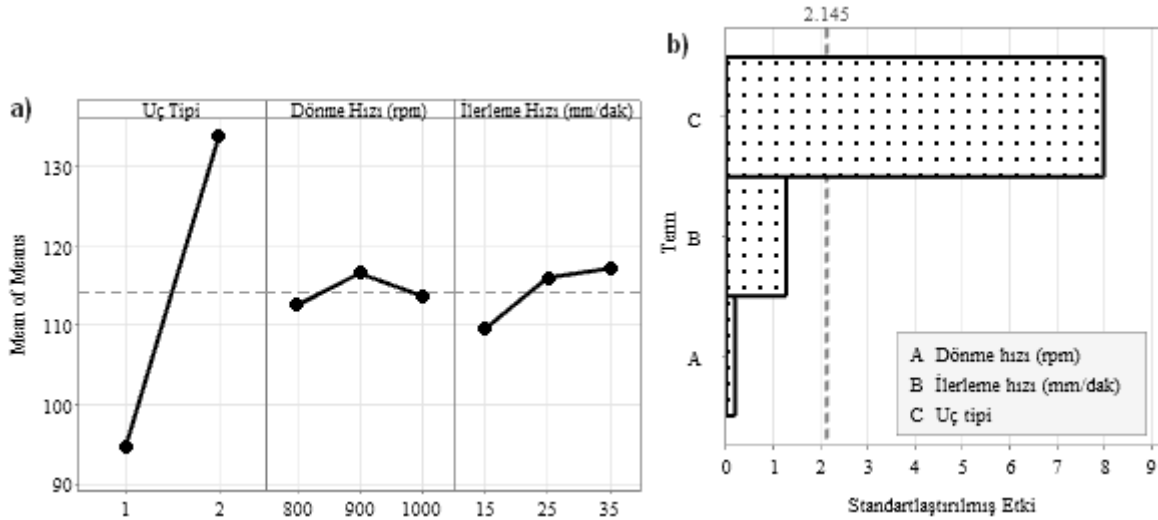 a)
Uç Tipi
Dönme Hızı (rpm)
İlerleme Hızı (mm/dak)
Mean of Means
130
120
110
100
90
1
2
800
900
1000
15
25
35
b)
2.145
Term
C
B
A
A Dönme hızı (rpm)
B İlerleme hızı (mm/dak)
C Uç tipi
0 1 2 3 4 5 6 7 8 9
Standartlaştırılmış Etki